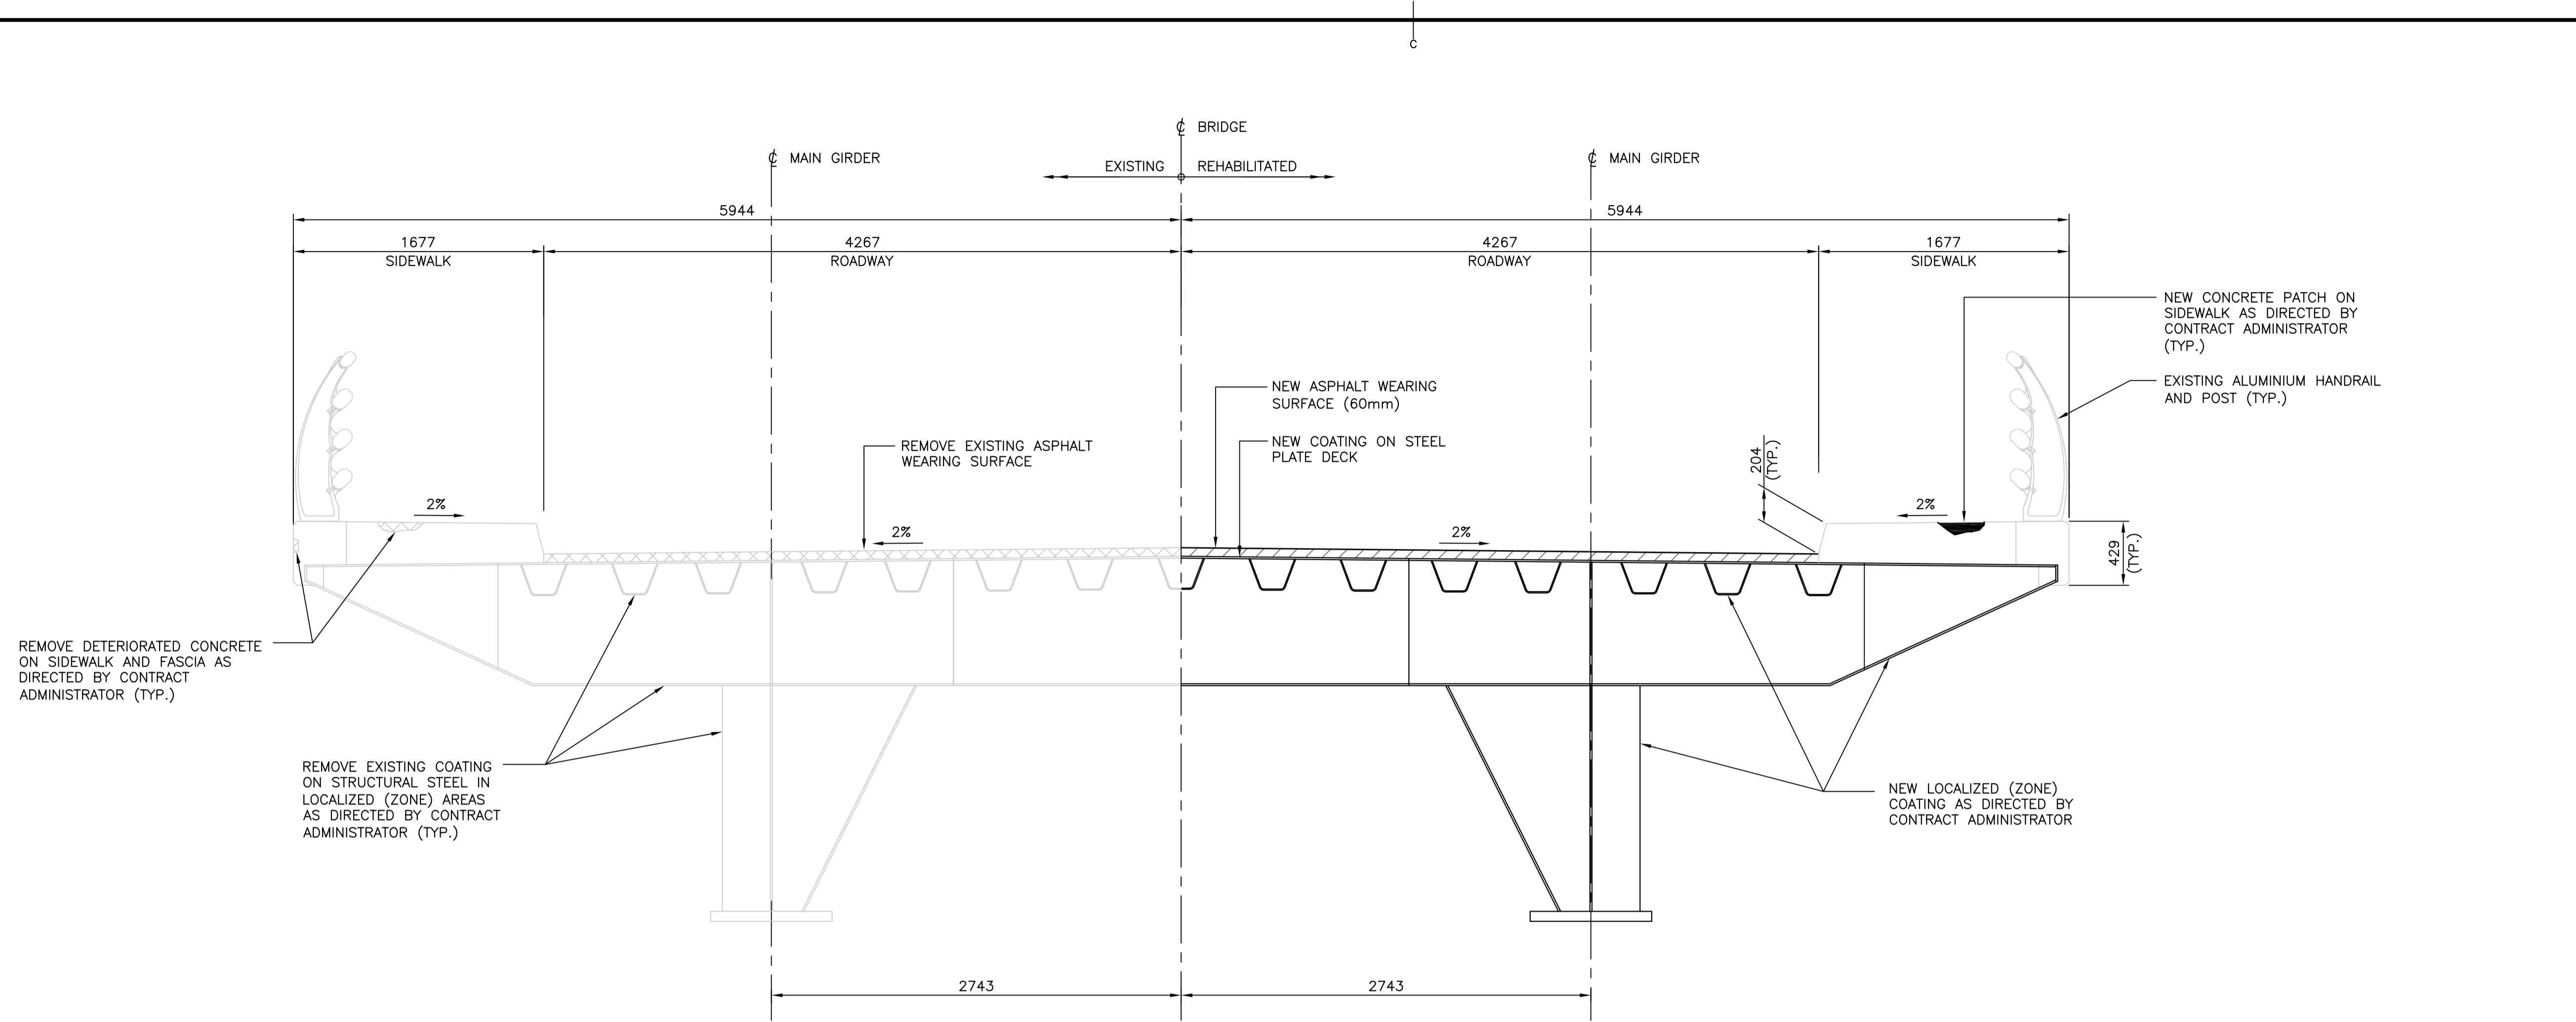 C
℄ BRIDGE
℄ MAIN GIRDER
℄ MAIN GIRDER
EXISTING
REHABILITATED
5944
5944
1677
SIDEWALK
4267
ROADWAY
4267
ROADWAY
1677
SIDEWALK
NEW CONCRETE PATCH ON
SIDEWALK AS DIRECTED BY
CONTRACT ADMINISTRATOR
(TYP.)
EXISTING ALUMINIUM HANDRAIL
AND POST (TYP.)
NEW ASPHALT WEARING
SURFACE (60mm)
NEW COATING ON STEEL
PLATE DECK
REMOVE EXISTING ASPHALT
WEARING SURFACE
204
(TYP.)
2%
2%
2%
2%
429
(TYP.)
REMOVE DETERIORATED CONCRETE
ON SIDEWALK AND FASCIA AS
DIRECTED BY CONTRACT
ADMINISTRATOR (TYP.)
REMOVE EXISTING COATING
ON STRUCTURAL STEEL IN
LOCALIZED (ZONE) AREAS
AS DIRECTED BY CONTRACT
ADMINISTRATOR (TYP.)
NEW LOCALIZED (ZONE)
COATING AS DIRECTED BY
CONTRACT ADMINISTRATOR
2743
2743